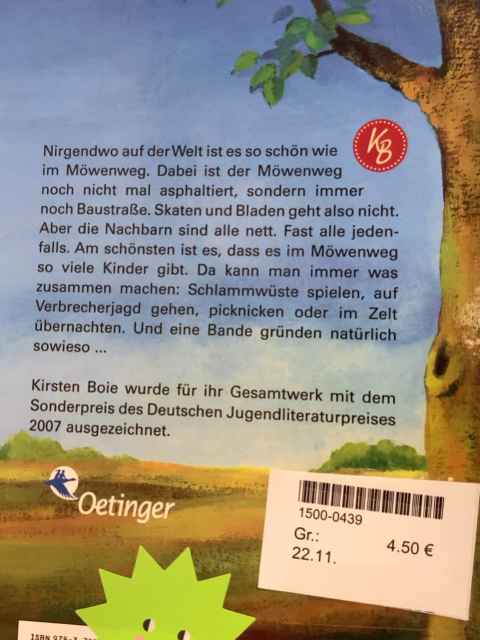 Nirgendwo auf der Welt ist es so schön wie
im Möwenweg. Dabei ist der Möwenweg
noch nicht mal asphaltiert, sondern immer
noch Baustraße. Skaten und Bladen geht also nicht.
Aber die Nachbarn sind alle nett. Fast alle jeden-
falls. Am schönsten ist es, dass es im Möwenweg
so viele Kinder gibt. Da kann man immer was
zusammen machen: Schlammwüste spielen, auf
Verbrecherjagd gehen, picknicken oder im Zelt
übernachten. Und eine Bande gründen natürlich
sowieso ...
KB
Kirsten Boie wurde für ihr Gesamtwerk mit dem
Sonderpreis des Deutschen Jugendliteraturpreises
2007 ausgezeichnet.
Oetinger
1500-0439
Gr.:
22.11.
4.50 €
ISBN 978-3